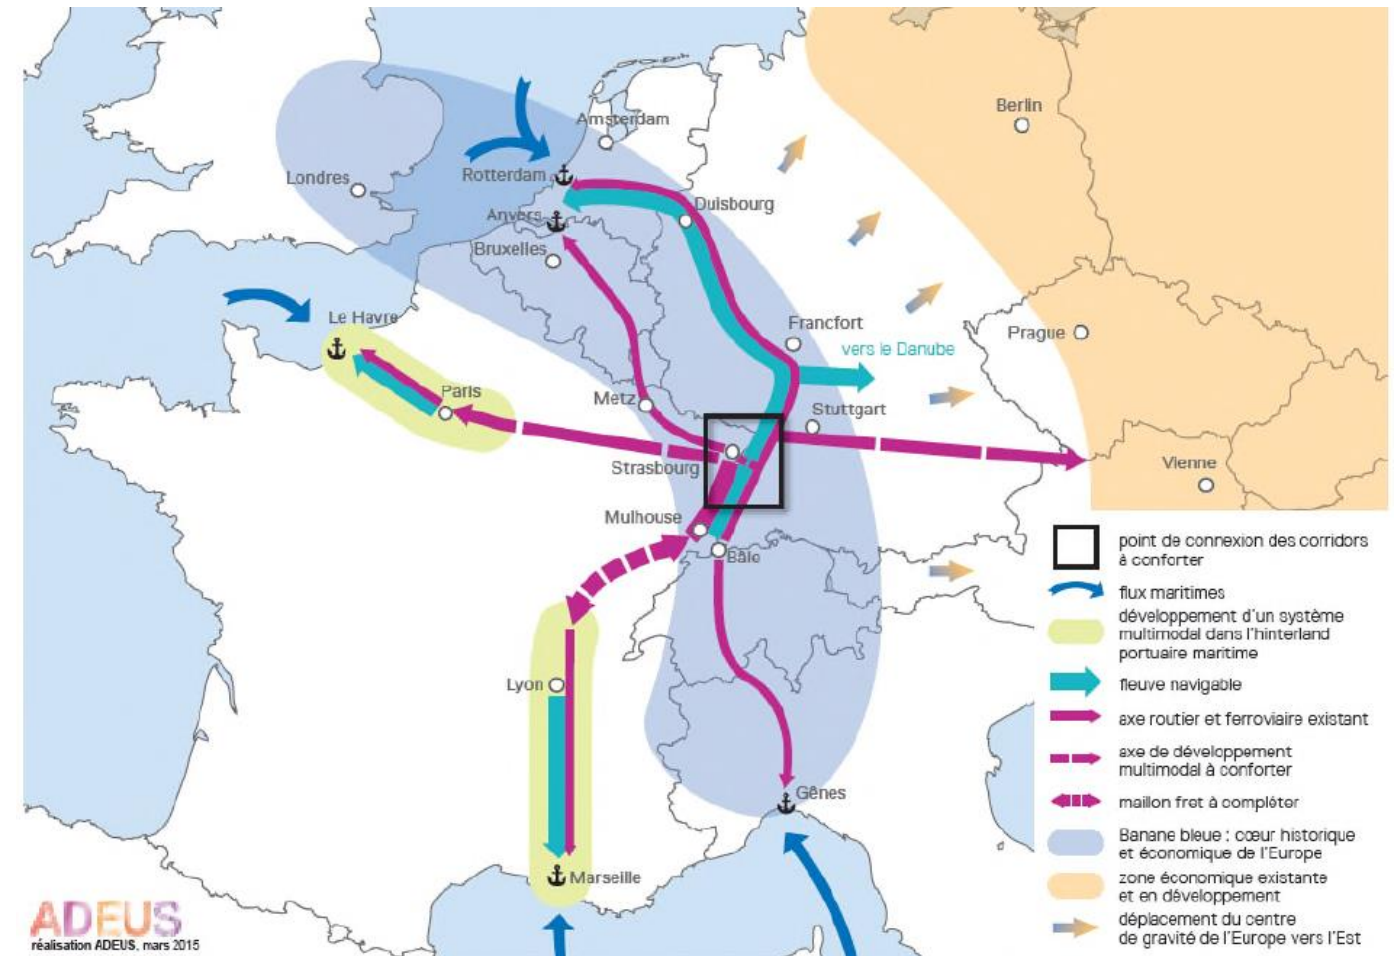 Berlin
Amsterdam
Londres
Rotterdam
Duisbourg
Anvers
Bruxelles
Le Havre
Francfort
Prague
vers le Danube
Paris
Metz
Stuttgart
Strasbourg
Vienne
Mulhouse
Bâle
Lyon
Gênes
Marseille
point de connexion des corridors
à conforter
flux maritimes
développement d'un système
multimodal dans l'hinterland
portuaire maritime
fleuve navigable
axe routier et ferroviaire existant
axe de développement
multimodal à conforter
maillon fret à compléter
Banane bleue : cœur historique
et économique de l'Europe
zone économique existante
et en développement
déplacement du centre
de gravité de l'Europe vers l'Est
ADEUS
réalisation ADEUS, mars 2015